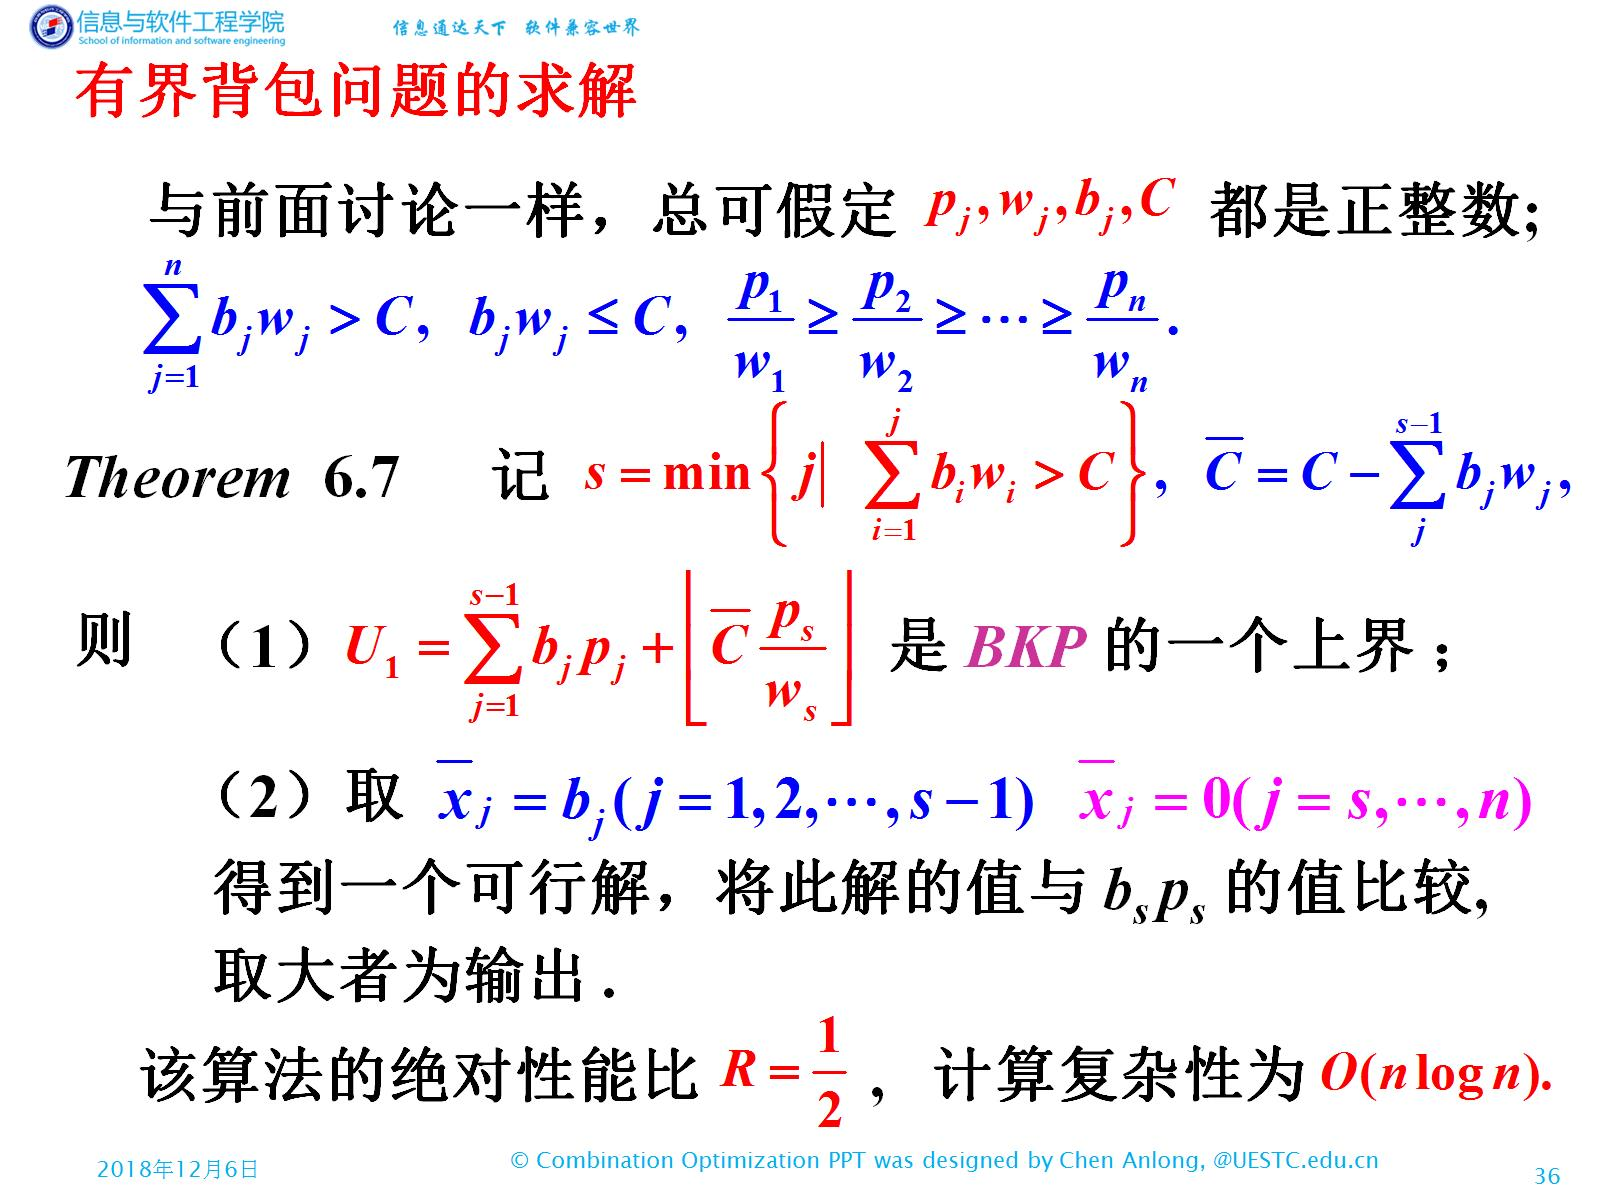 信息与软件工程学院 信息通达天下 软件兼容世界
School of information and software engineering
有界背包问题的求解
与前面讨论一样，总可假定 p_j, w_j, b_j, C 都是正整数;
∑_{j=1}^{n} b_j w_j > C, b_j w_j ≤ C, p_1/w_1 ≥ p_2/w_2 ≥ ⋯ ≥ p_n/w_n.
Theorem 6.7 记 s = min{ j | ∑_{i=1}^{j} b_i w_i > C }, C̅ = C − ∑_{j}^{s−1} b_j w_j,
则 （1）U_1 = ∑_{j=1}^{s−1} b_j p_j + ⌊ C̅ p_s/w_s ⌋ 是 BKP 的一个上界；
（2）取 x̅_j = b_j ( j = 1, 2, ⋯, s − 1) x̅_j = 0( j = s, ⋯, n)
得到一个可行解，将此解的值与 b_s p_s 的值比较,
取大者为输出 .
该算法的绝对性能比 R = 1/2 , 计算复杂性为 O(n log n).
2018年12月6日 © Combination Optimization PPT was designed by Chen Anlong, @UESTC.edu.cn 36